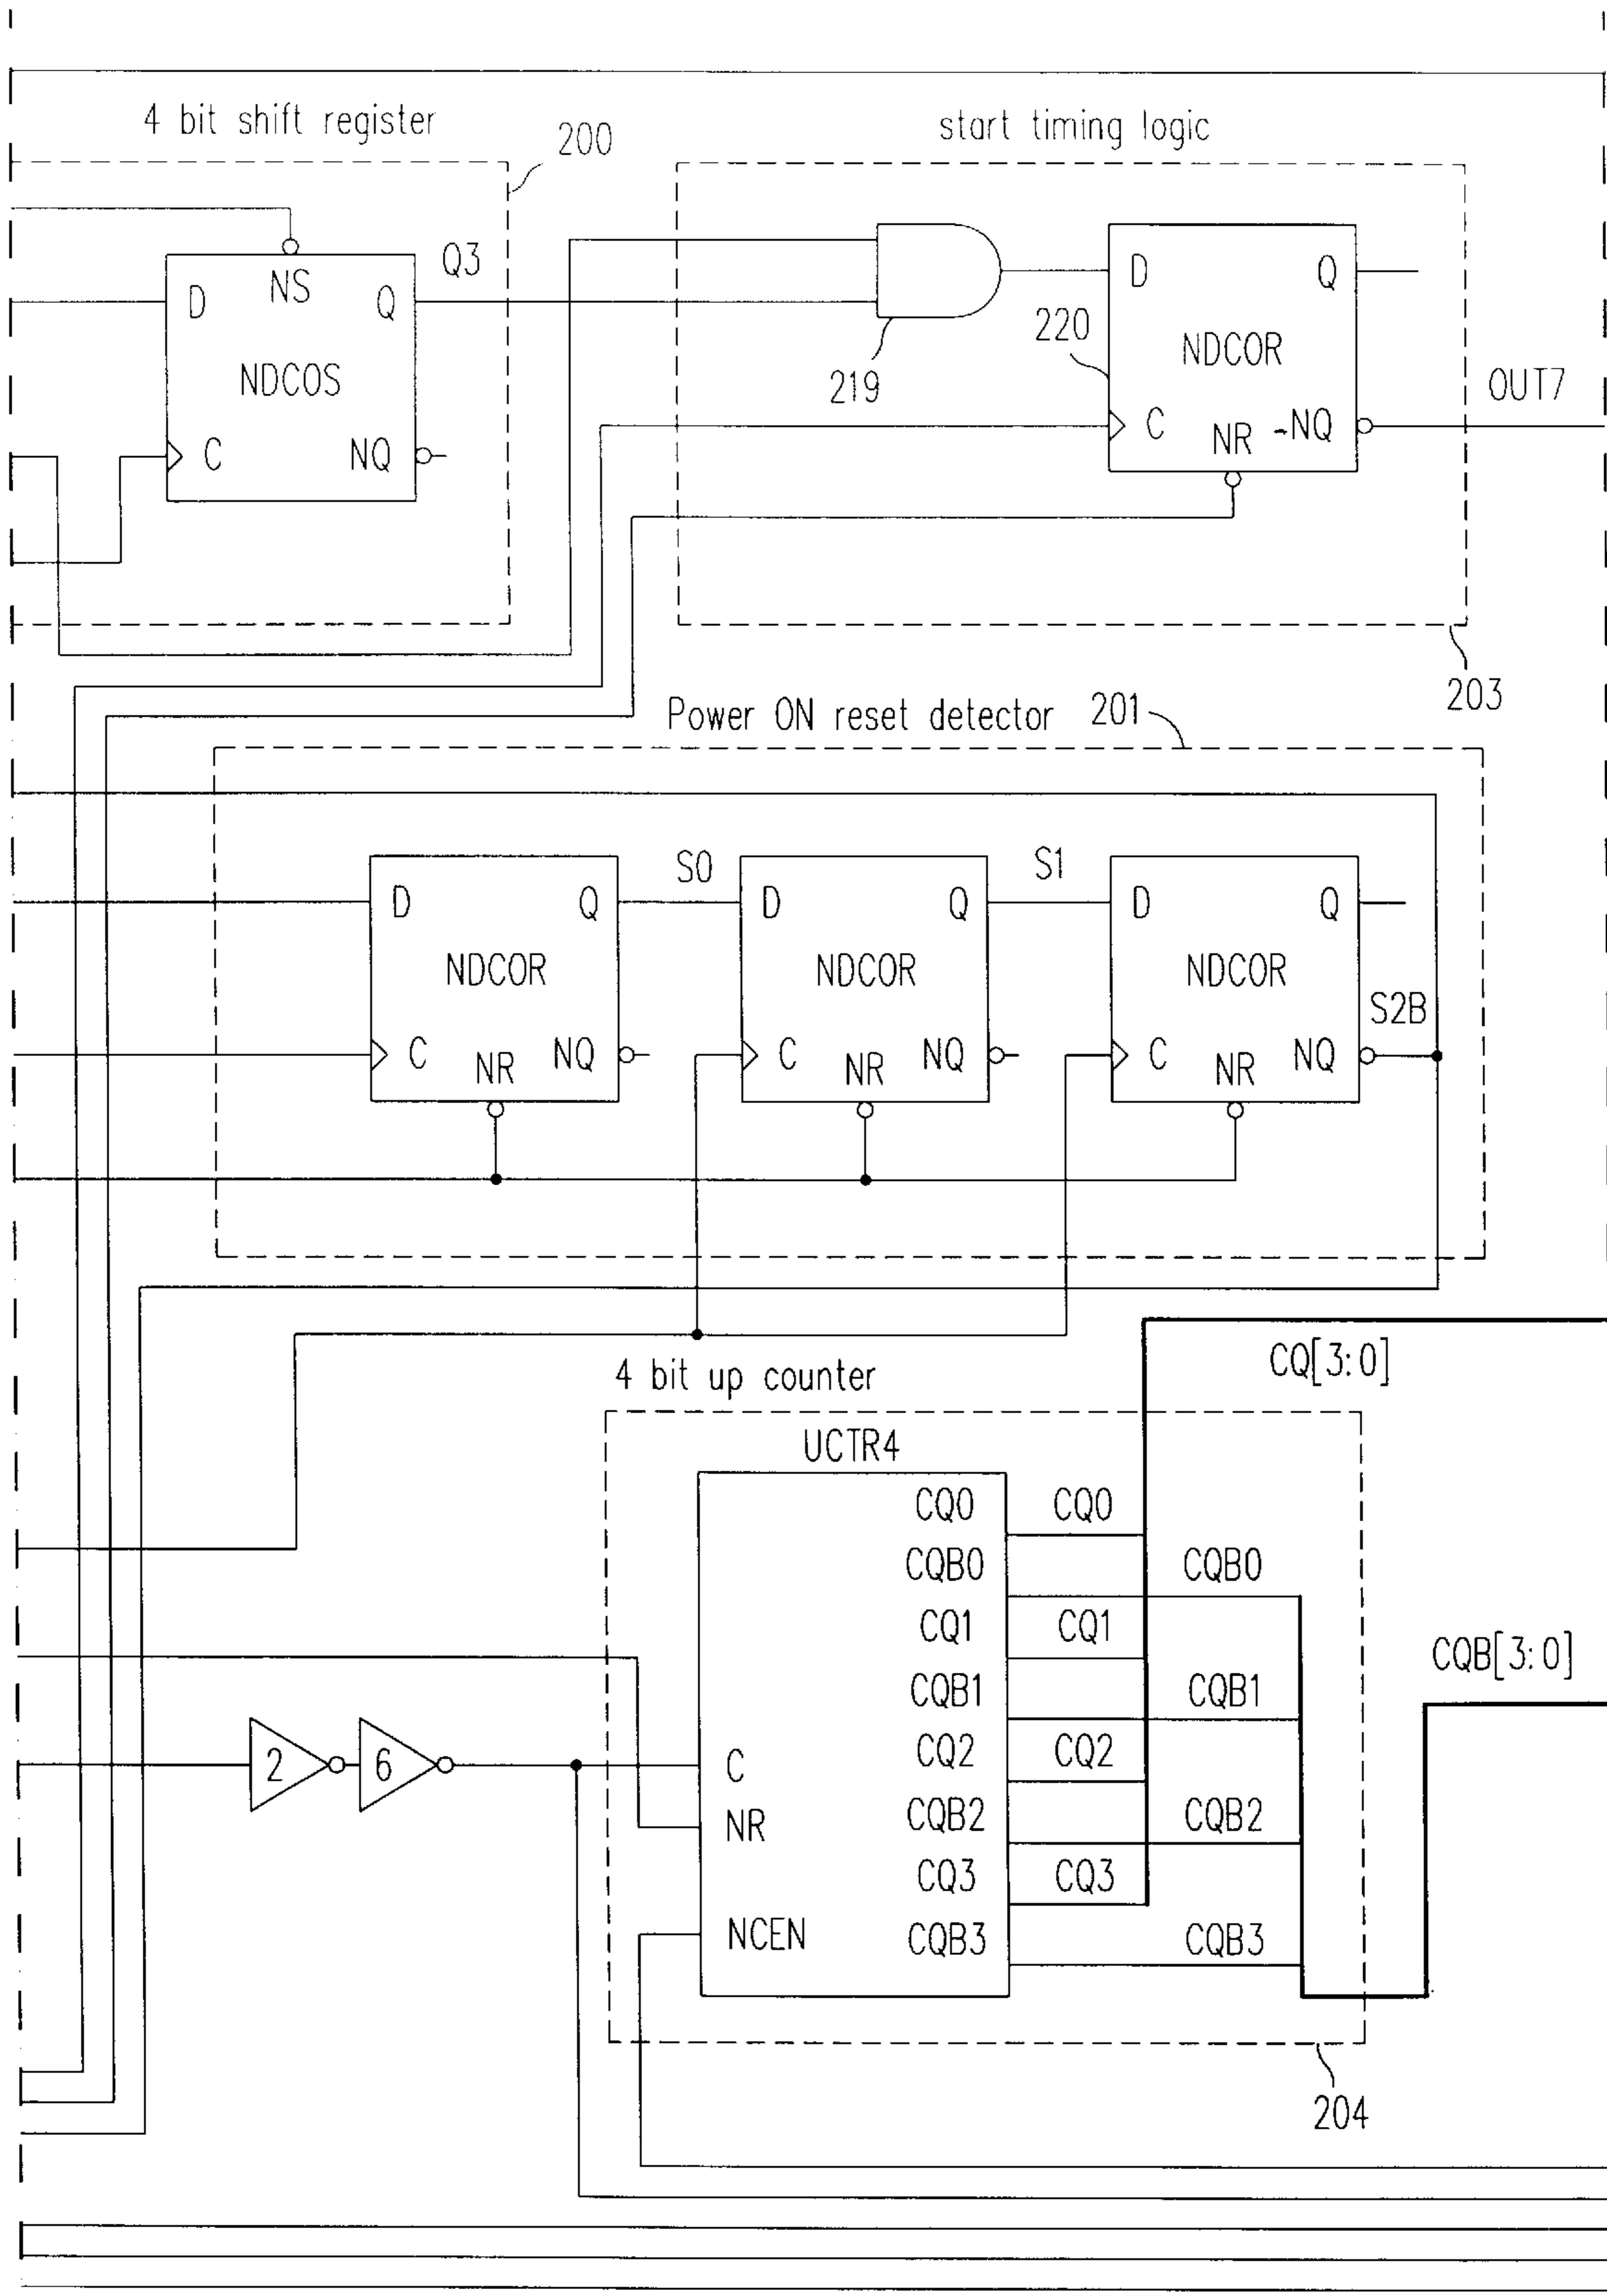 4 bit shift register
200
start timing logic
Q3
NS
D
Q
NDCOS
C
NQ
219
220
D
Q
NDCOR
C
NR
-NQ
OUT7
203
Power ON reset detector
201
D
Q
NDCOR
C
NR
NQ
S0
D
Q
NDCOR
C
NR
NQ
S1
D
Q
NDCOR
C
NR
NQ
S2B
CQ[3:0]
4 bit up counter
UCTR4
CQ0
CQ0
CQB0
CQB0
CQ1
CQ1
CQB1
CQB1
CQB[3:0]
2
6
C
CQ2
CQ2
NR
CQB2
CQB2
CQ3
CQ3
NCEN
CQB3
CQB3
204